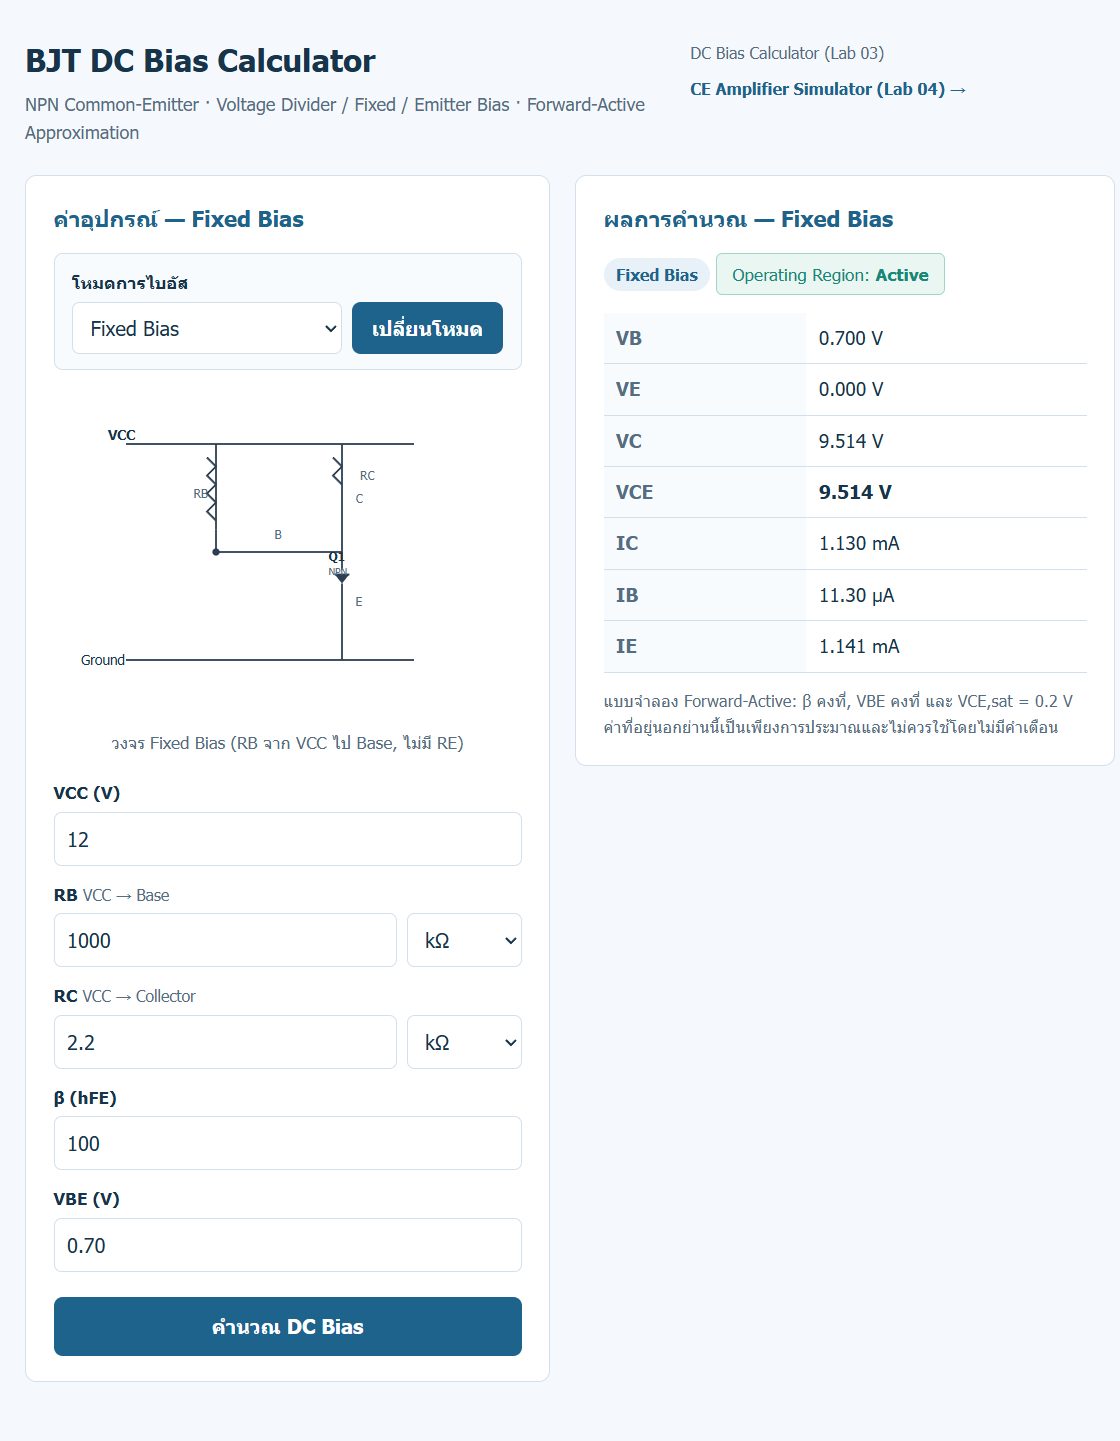 BJT DC Bias Calculator
NPN Common-Emitter · Voltage Divider / Fixed / Emitter Bias · Forward-Active
Approximation
DC Bias Calculator (Lab 03)
CE Amplifier Simulator (Lab 04) →
ค่าอุปกรณ์ — Fixed Bias
โหมดการไบอัส
Fixed Bias
เปลี่ยนโหมด
VCC
RB
RC
C
B
Q1
NPN
E
Ground
วงจร Fixed Bias (RB จาก VCC ไป Base, ไม่มี RE)
VCC (V)
12
RB VCC → Base
1000
kΩ
RC VCC → Collector
2.2
kΩ
β (hFE)
100
VBE (V)
0.70
คำนวณ DC Bias
ผลการคำนวณ — Fixed Bias
Fixed Bias
Operating Region: Active
VB 0.700 V
VE 0.000 V
VC 9.514 V
VCE 9.514 V
IC 1.130 mA
IB 11.30 µA
IE 1.141 mA
แบบจำลอง Forward-Active: β คงที่, VBE คงที่ และ VCE,sat = 0.2 V
ค่าที่อยู่นอกย่านนี้เป็นเพียงการประมาณและไม่ควรใช้โดยไม่มีคำเตือน